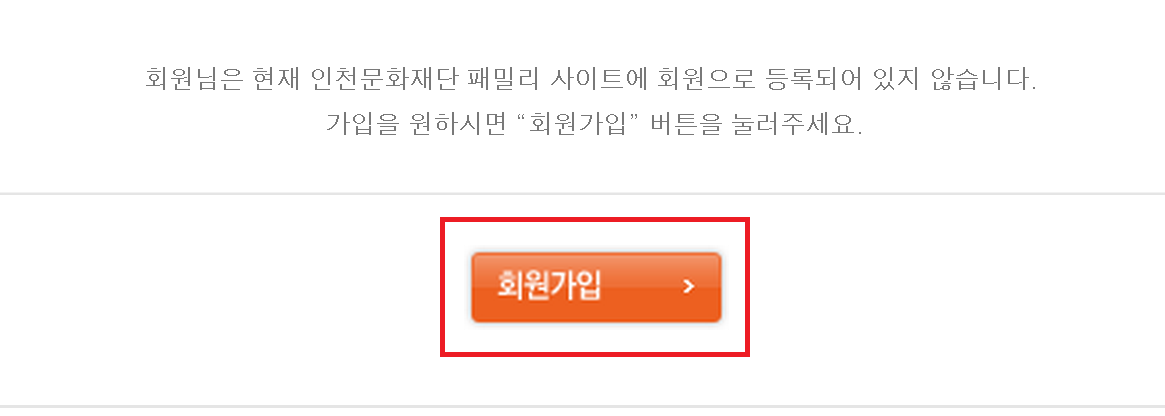 회원님은 현재 인천문화재단 패밀리 사이트에 회원으로 등록되어 있지 않습니다.
가입을 원하시면 “회원가입” 버튼을 눌러주세요.
회원가입 >